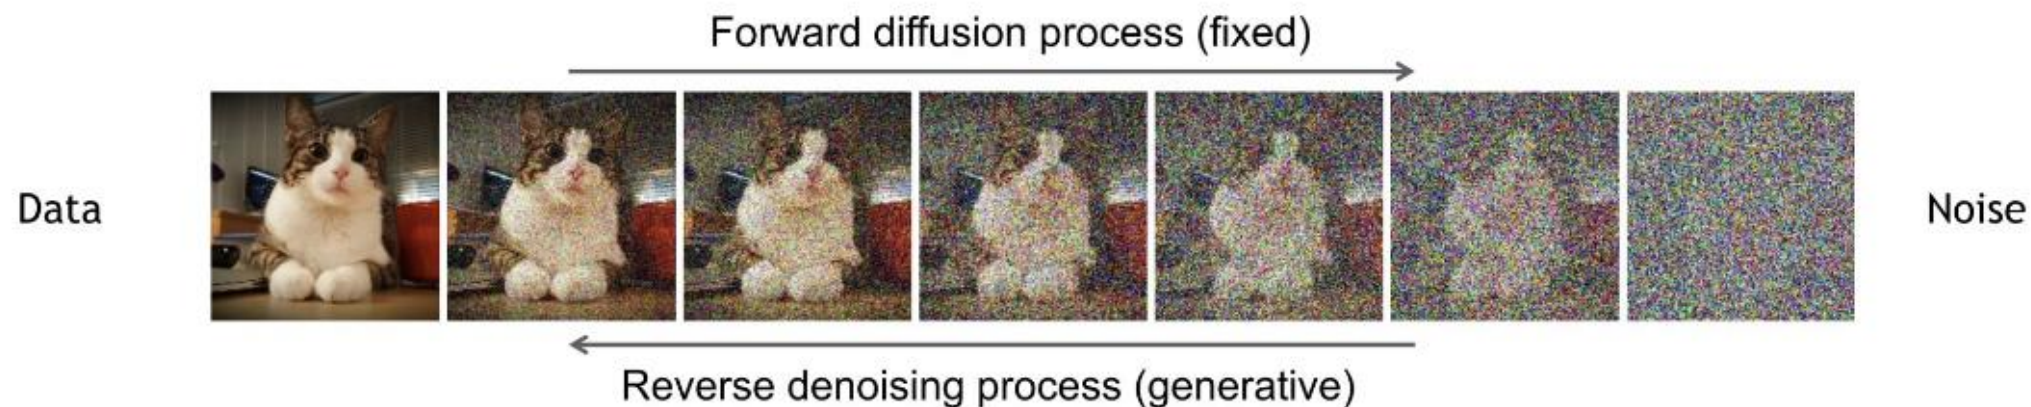 Forward diffusion process (fixed)
Data
Noise
Reverse denoising process (generative)